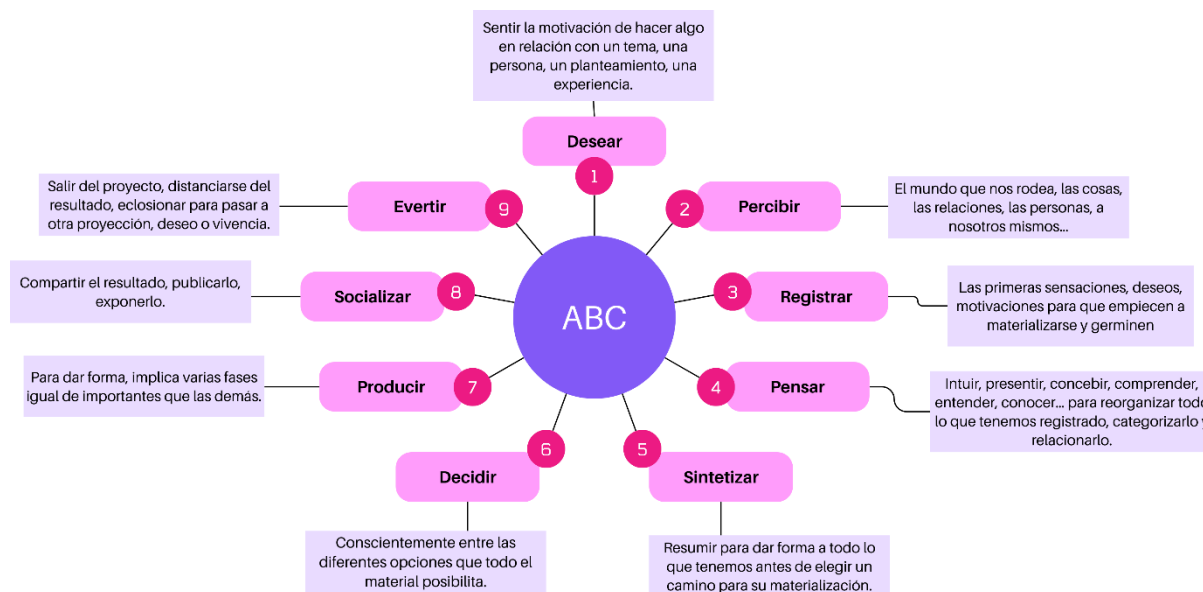 Sentir la motivación de hacer algo
en relación con un tema, una
persona, un planteamiento, una
experiencia.
Desear
1
2
Percibir
El mundo que nos rodea, las cosas,
las relaciones, las personas, a
nosotros mismos...
3
Registrar
Las primeras sensaciones, deseos,
motivaciones para que empiecen a
materializarse y germinen
4
Pensar
Intuir, presentir, concebir, comprender,
entender, conocer... para reorganizar todo
lo que tenemos registrado, categorizarlo y
relacionarlo.
5
Sintetizar
Resumir para dar forma a todo lo
que tenemos antes de elegir un
camino para su materialización.
6
Decidir
Conscientemente entre las
diferentes opciones que todo el
material posibilita.
7
Producir
Para dar forma, implica varias fases
igual de importantes que las demás.
8
Socializar
Compartir el resultado, publicarlo,
exponerlo.
9
Evertir
Salir del proyecto, distanciarse del
resultado, eclosionar para pasar a
otra proyección, deseo o vivencia.
ABC